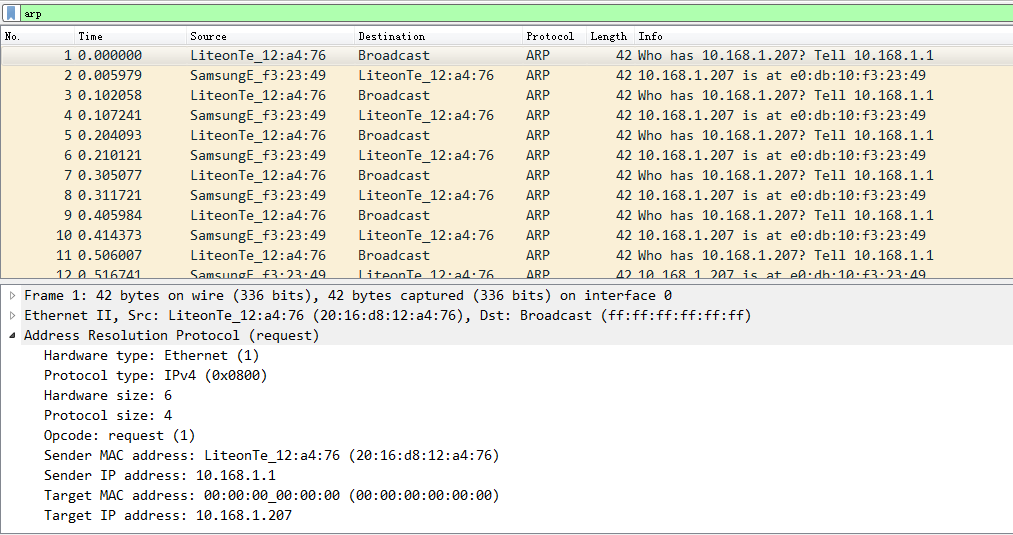 arp
No. Time Source Destination Protocol Length Info
1 0.000000 LiteonTe_12:a4:76 Broadcast ARP 42 Who has 10.168.1.207? Tell 10.168.1.1
2 0.005979 SamsungE_f3:23:49 LiteonTe_12:a4:76 ARP 42 10.168.1.207 is at e0:db:10:f3:23:49
3 0.102058 LiteonTe_12:a4:76 Broadcast ARP 42 Who has 10.168.1.207? Tell 10.168.1.1
4 0.107241 SamsungE_f3:23:49 LiteonTe_12:a4:76 ARP 42 10.168.1.207 is at e0:db:10:f3:23:49
5 0.204093 LiteonTe_12:a4:76 Broadcast ARP 42 Who has 10.168.1.207? Tell 10.168.1.1
6 0.210121 SamsungE_f3:23:49 LiteonTe_12:a4:76 ARP 42 10.168.1.207 is at e0:db:10:f3:23:49
7 0.305077 LiteonTe_12:a4:76 Broadcast ARP 42 Who has 10.168.1.207? Tell 10.168.1.1
8 0.311721 SamsungE_f3:23:49 LiteonTe_12:a4:76 ARP 42 10.168.1.207 is at e0:db:10:f3:23:49
9 0.405984 LiteonTe_12:a4:76 Broadcast ARP 42 Who has 10.168.1.207? Tell 10.168.1.1
10 0.414373 SamsungE_f3:23:49 LiteonTe_12:a4:76 ARP 42 10.168.1.207 is at e0:db:10:f3:23:49
11 0.506007 LiteonTe_12:a4:76 Broadcast ARP 42 Who has 10.168.1.207? Tell 10.168.1.1
12 0.516741 SamsungE_f3:23:49 LiteonTe_12:a4:76 ARP 42 10.168.1.207 is at e0:db:10:f3:23:49
Frame 1: 42 bytes on wire (336 bits), 42 bytes captured (336 bits) on interface 0
Ethernet II, Src: LiteonTe_12:a4:76 (20:16:d8:12:a4:76), Dst: Broadcast (ff:ff:ff:ff:ff:ff)
Address Resolution Protocol (request)
Hardware type: Ethernet (1)
Protocol type: IPv4 (0x0800)
Hardware size: 6
Protocol size: 4
Opcode: request (1)
Sender MAC address: LiteonTe_12:a4:76 (20:16:d8:12:a4:76)
Sender IP address: 10.168.1.1
Target MAC address: 00:00:00_00:00:00 (00:00:00:00:00:00)
Target IP address: 10.168.1.207